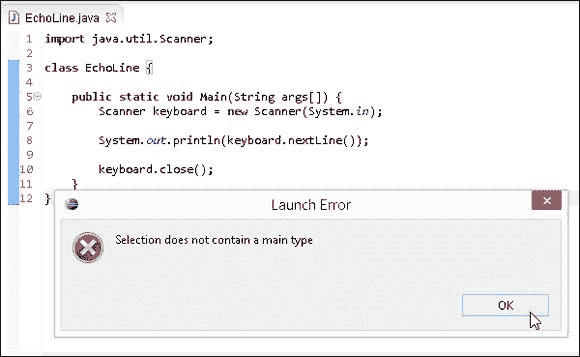 EchoLine.java
1 import java.util.Scanner;
2
3 class EchoLine {
4
5 public static void Main(String args[]) {
6 Scanner keyboard = new Scanner(System.in);
7
8 System.out.println(keyboard.nextLine());
9
10 keyboard.close();
11 }
12 }
Launch Error
Selection does not contain a main type
OK